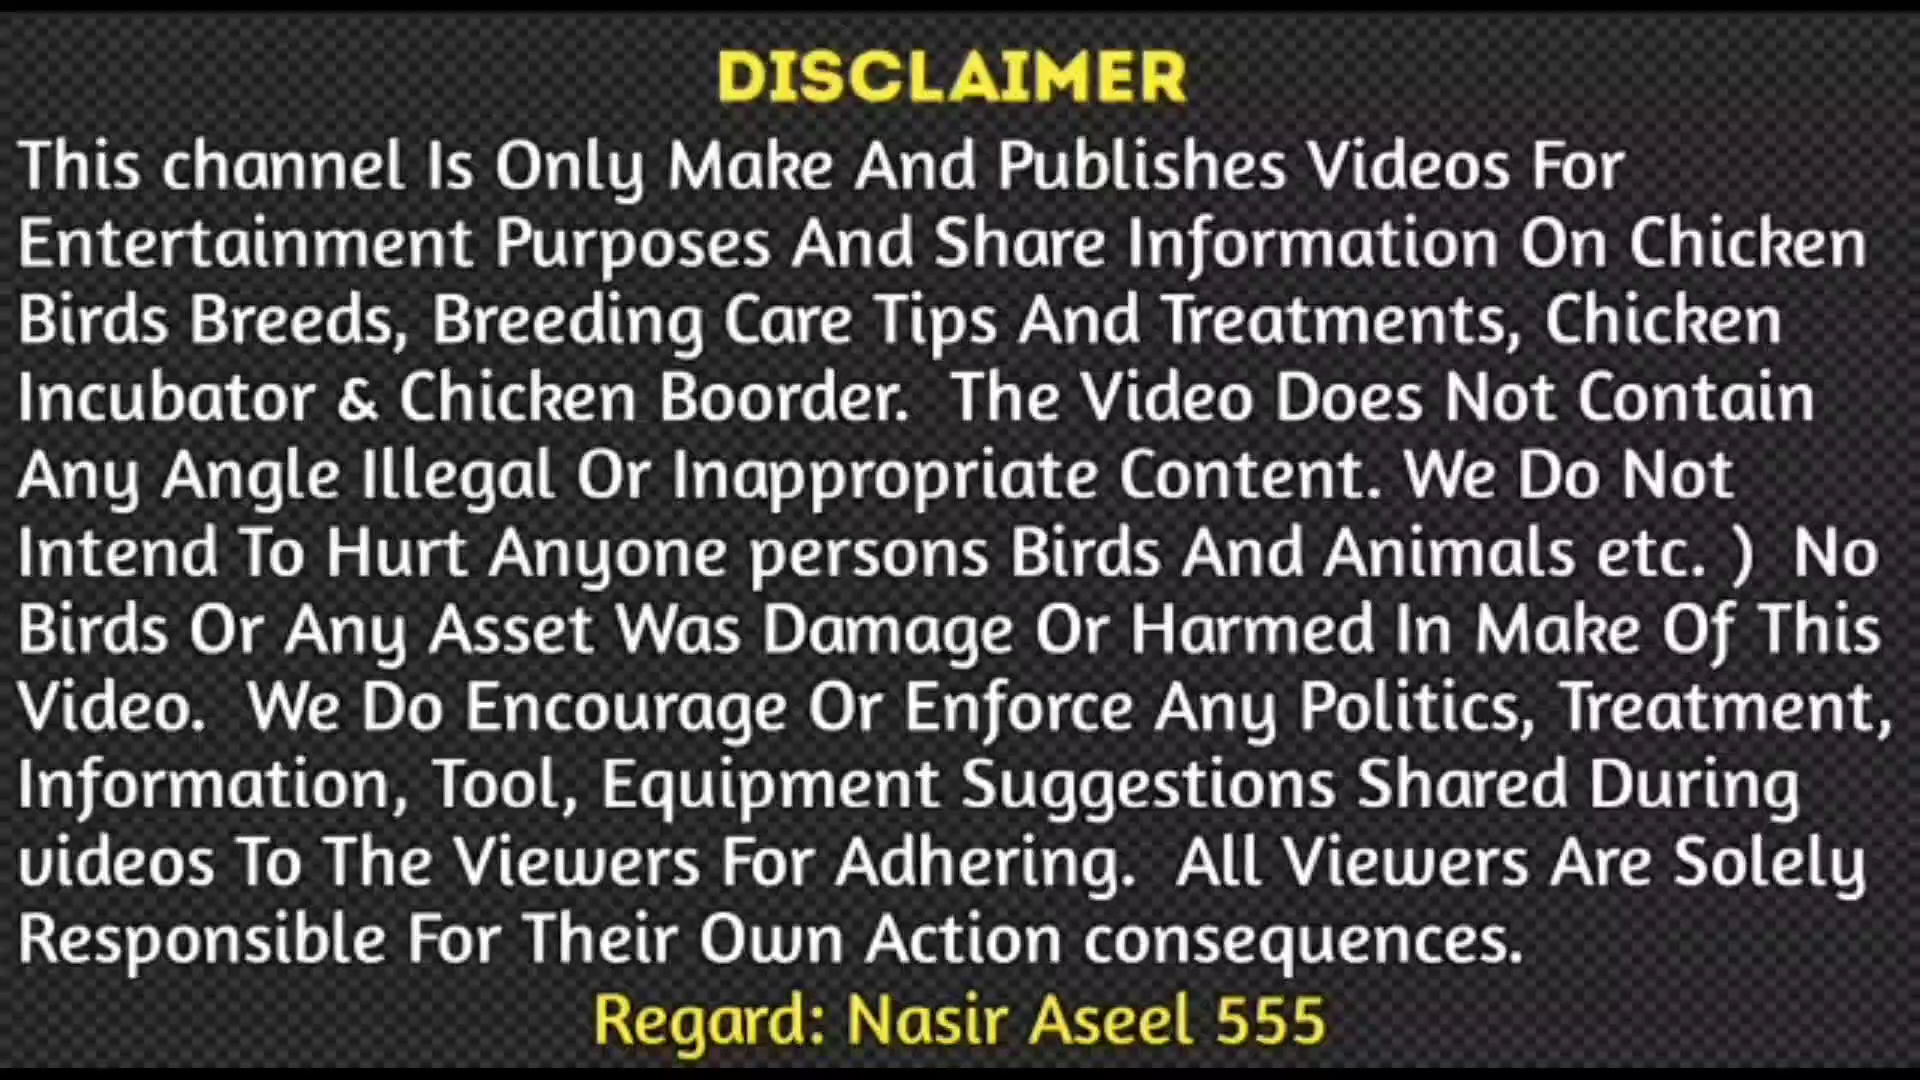 DISCLAIMER
This channel Is Only Make And Publishes Videos For
Entertainment Purposes And Share Information On Chicken
Birds Breeds, Breeding Care Tips And Treatments, Chicken
Incubator & Chicken Boorder. The Video Does Not Contain
Any Angle Illegal Or Inappropriate Content. We Do Not
Intend To Hurt Anyone persons Birds And Animals etc. ) No
Birds Or Any Asset Was Damage Or Harmed In Make Of This
Video. We Do Encourage Or Enforce Any Politics, Treatment,
Information, Tool, Equipment Suggestions Shared During
videos To The Viewers For Adhering. All Viewers Are Solely
Responsible For Their Own Action consequences.
Regard: Nasir Aseel 555